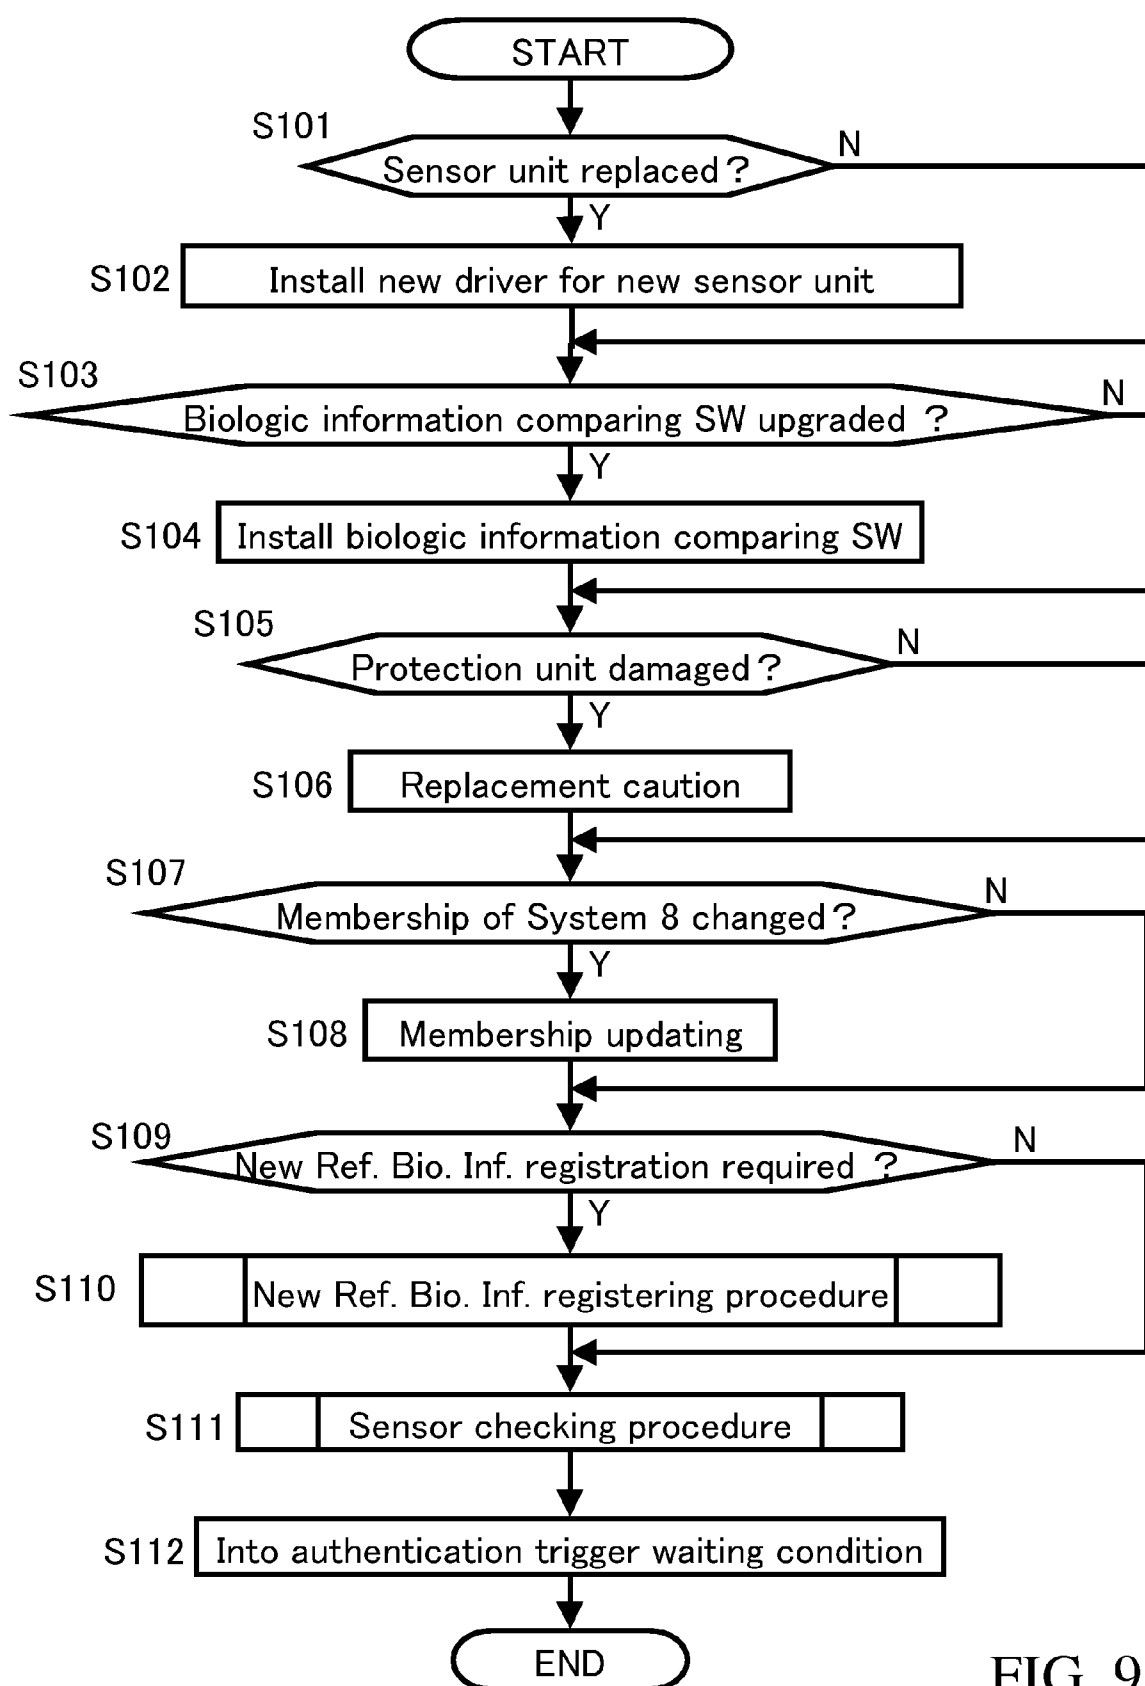 START
S101
Sensor unit replaced ?
N
Y
S102
Install new driver for new sensor unit
S103
Biologic information comparing SW upgraded ?
N
Y
S104
Install biologic information comparing SW
S105
Protection unit damaged ?
N
Y
S106
Replacement caution
S107
Membership of System 8 changed ?
N
Y
S108
Membership updating
S109
New Ref. Bio. Inf. registration required ?
N
Y
S110
New Ref. Bio. Inf. registering procedure
S111
Sensor checking procedure
S112
Into authentication trigger waiting condition
END
FIG. 9